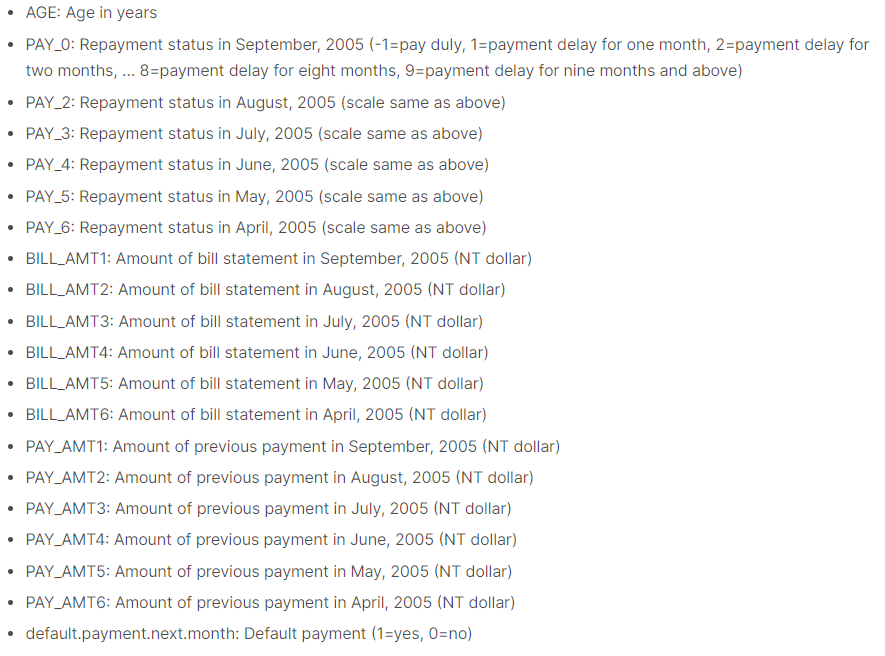 • AGE: Age in years
• PAY_0: Repayment status in September, 2005 (-1=pay duly, 1=payment delay for one month, 2=payment delay for
two months, ... 8=payment delay for eight months, 9=payment delay for nine months and above)
• PAY_2: Repayment status in August, 2005 (scale same as above)
• PAY_3: Repayment status in July, 2005 (scale same as above)
• PAY_4: Repayment status in June, 2005 (scale same as above)
• PAY_5: Repayment status in May, 2005 (scale same as above)
• PAY_6: Repayment status in April, 2005 (scale same as above)
• BILL_AMT1: Amount of bill statement in September, 2005 (NT dollar)
• BILL_AMT2: Amount of bill statement in August, 2005 (NT dollar)
• BILL_AMT3: Amount of bill statement in July, 2005 (NT dollar)
• BILL_AMT4: Amount of bill statement in June, 2005 (NT dollar)
• BILL_AMT5: Amount of bill statement in May, 2005 (NT dollar)
• BILL_AMT6: Amount of bill statement in April, 2005 (NT dollar)
• PAY_AMT1: Amount of previous payment in September, 2005 (NT dollar)
• PAY_AMT2: Amount of previous payment in August, 2005 (NT dollar)
• PAY_AMT3: Amount of previous payment in July, 2005 (NT dollar)
• PAY_AMT4: Amount of previous payment in June, 2005 (NT dollar)
• PAY_AMT5: Amount of previous payment in May, 2005 (NT dollar)
• PAY_AMT6: Amount of previous payment in April, 2005 (NT dollar)
• default.payment.next.month: Default payment (1=yes, 0=no)